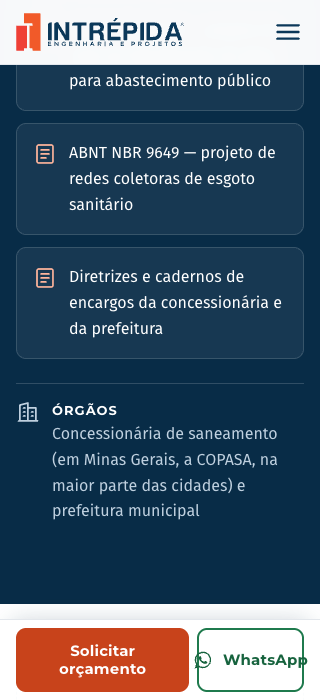 INTRÉPIDA
ENGENHARIA E PROJETOS
para abastecimento público
ABNT NBR 9649 — projeto de
redes coletoras de esgoto
sanitário
Diretrizes e cadernos de
encargos da concessionária e
da prefeitura
ÓRGÃOS
Concessionária de saneamento
(em Minas Gerais, a COPASA, na
maior parte das cidades) e
prefeitura municipal
Solicitar
orçamento
WhatsApp